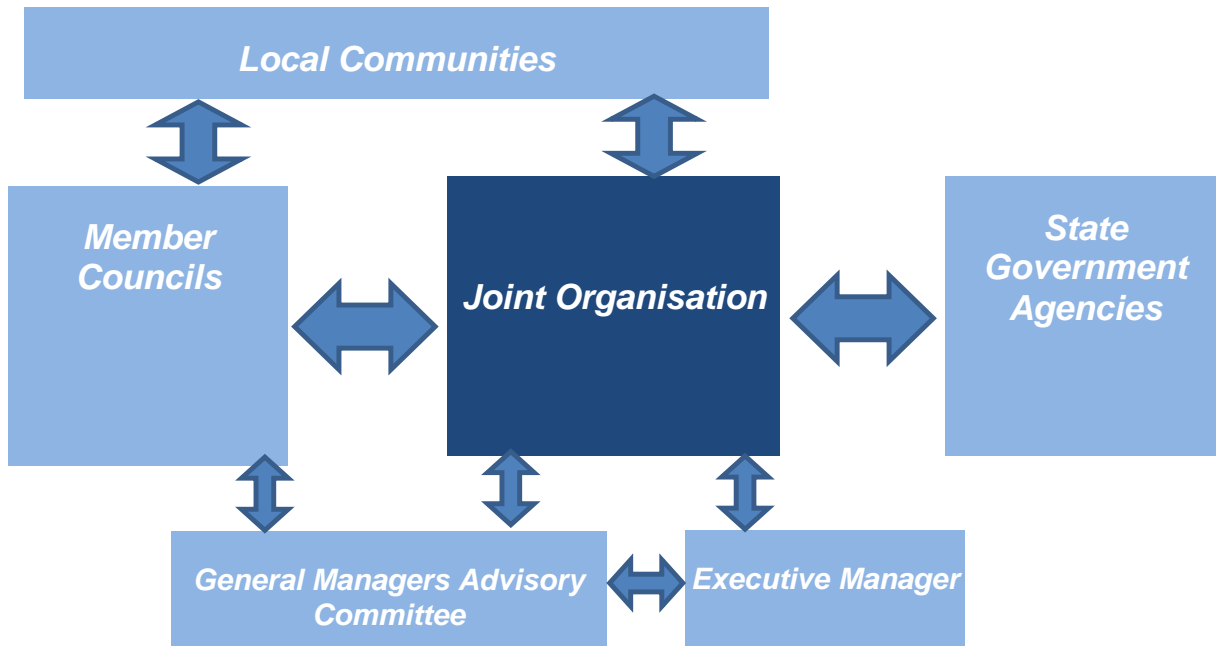 Local Communities
Member
Councils
Joint Organisation
State
Government
Agencies
General Managers Advisory
Committee
Executive Manager